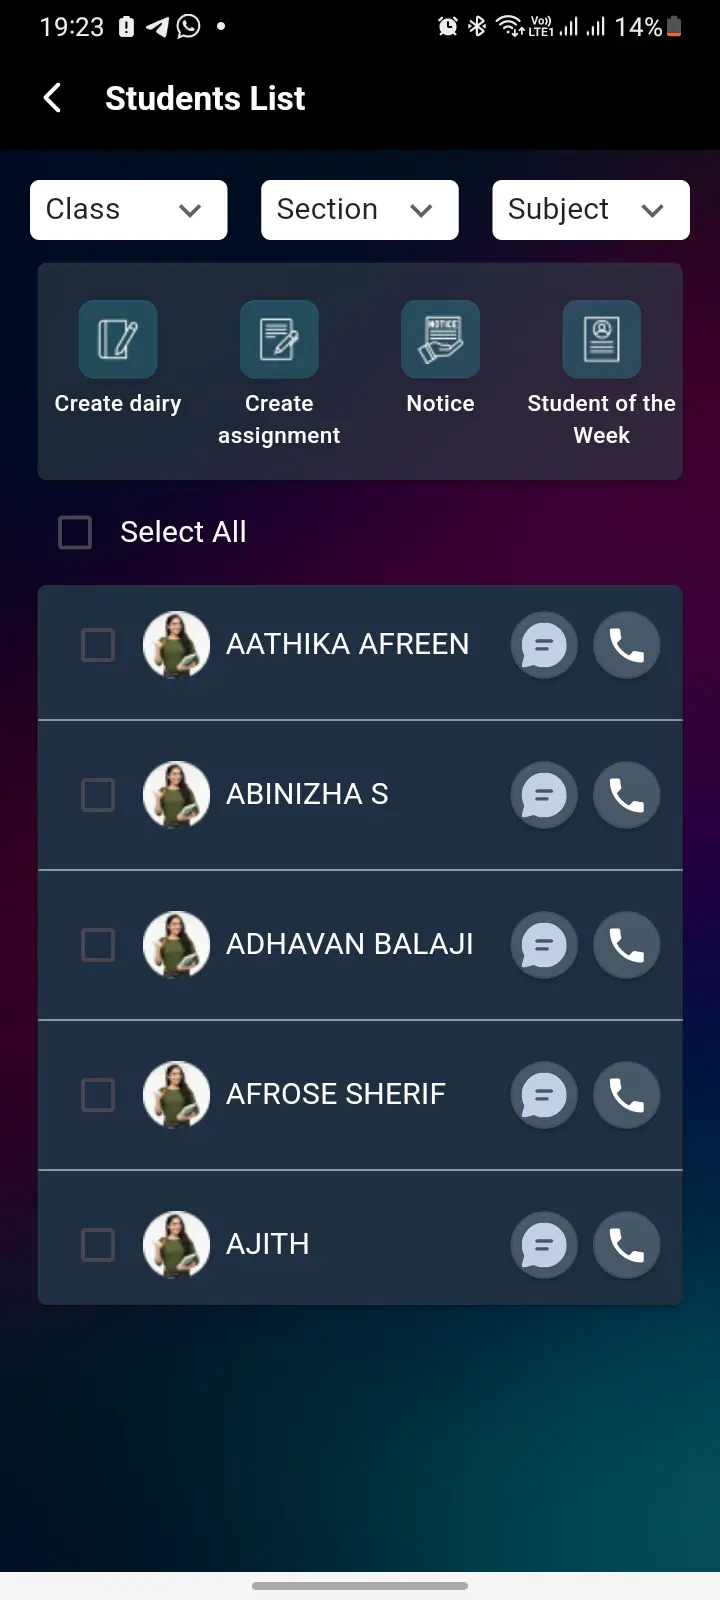 19:23 Vo)) LTE1 14%
Students List
Class Section Subject
NOTICE
Create dairy Create assignment Notice Student of the Week
Select All
AATHIKA AFREEN
ABINIZHA S
ADHAVAN BALAJI
AFROSE SHERIF
AJITH